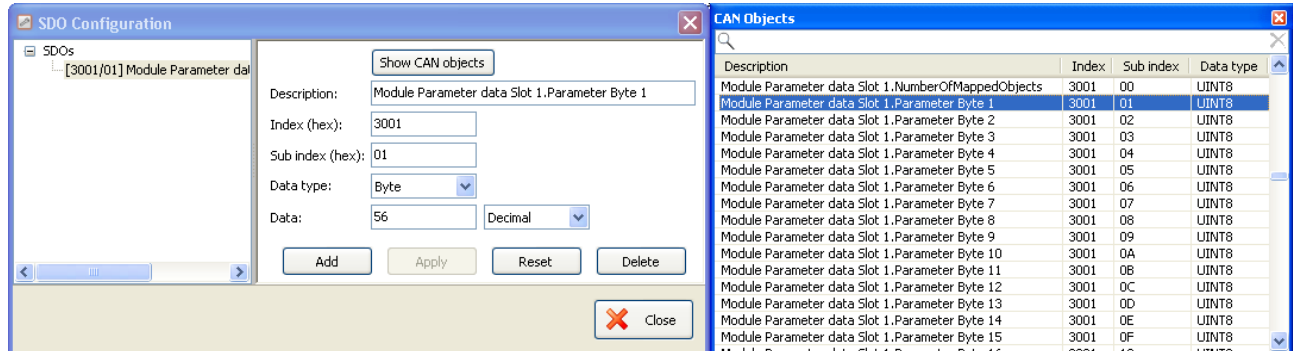 SDO Configuration
SDOs
[3001/01] Module Parameter dat
Show CAN objects
Description: Module Parameter data Slot 1.Parameter Byte 1
Index (hex): 3001
Sub index (hex): 01
Data type: Byte
Data: 56 Decimal
Add Apply Reset Delete
Close
CAN Objects
Description Index Sub index Data type
Module Parameter data Slot 1.NumberOfMappedObjects 3001 00 UINT8
Module Parameter data Slot 1.Parameter Byte 1 3001 01 UINT8
Module Parameter data Slot 1.Parameter Byte 2 3001 02 UINT8
Module Parameter data Slot 1.Parameter Byte 3 3001 03 UINT8
Module Parameter data Slot 1.Parameter Byte 4 3001 04 UINT8
Module Parameter data Slot 1.Parameter Byte 5 3001 05 UINT8
Module Parameter data Slot 1.Parameter Byte 6 3001 06 UINT8
Module Parameter data Slot 1.Parameter Byte 7 3001 07 UINT8
Module Parameter data Slot 1.Parameter Byte 8 3001 08 UINT8
Module Parameter data Slot 1.Parameter Byte 9 3001 09 UINT8
Module Parameter data Slot 1.Parameter Byte 10 3001 0A UINT8
Module Parameter data Slot 1.Parameter Byte 11 3001 0B UINT8
Module Parameter data Slot 1.Parameter Byte 12 3001 0C UINT8
Module Parameter data Slot 1.Parameter Byte 13 3001 0D UINT8
Module Parameter data Slot 1.Parameter Byte 14 3001 0E UINT8
Module Parameter data Slot 1.Parameter Byte 15 3001 0F UINT8